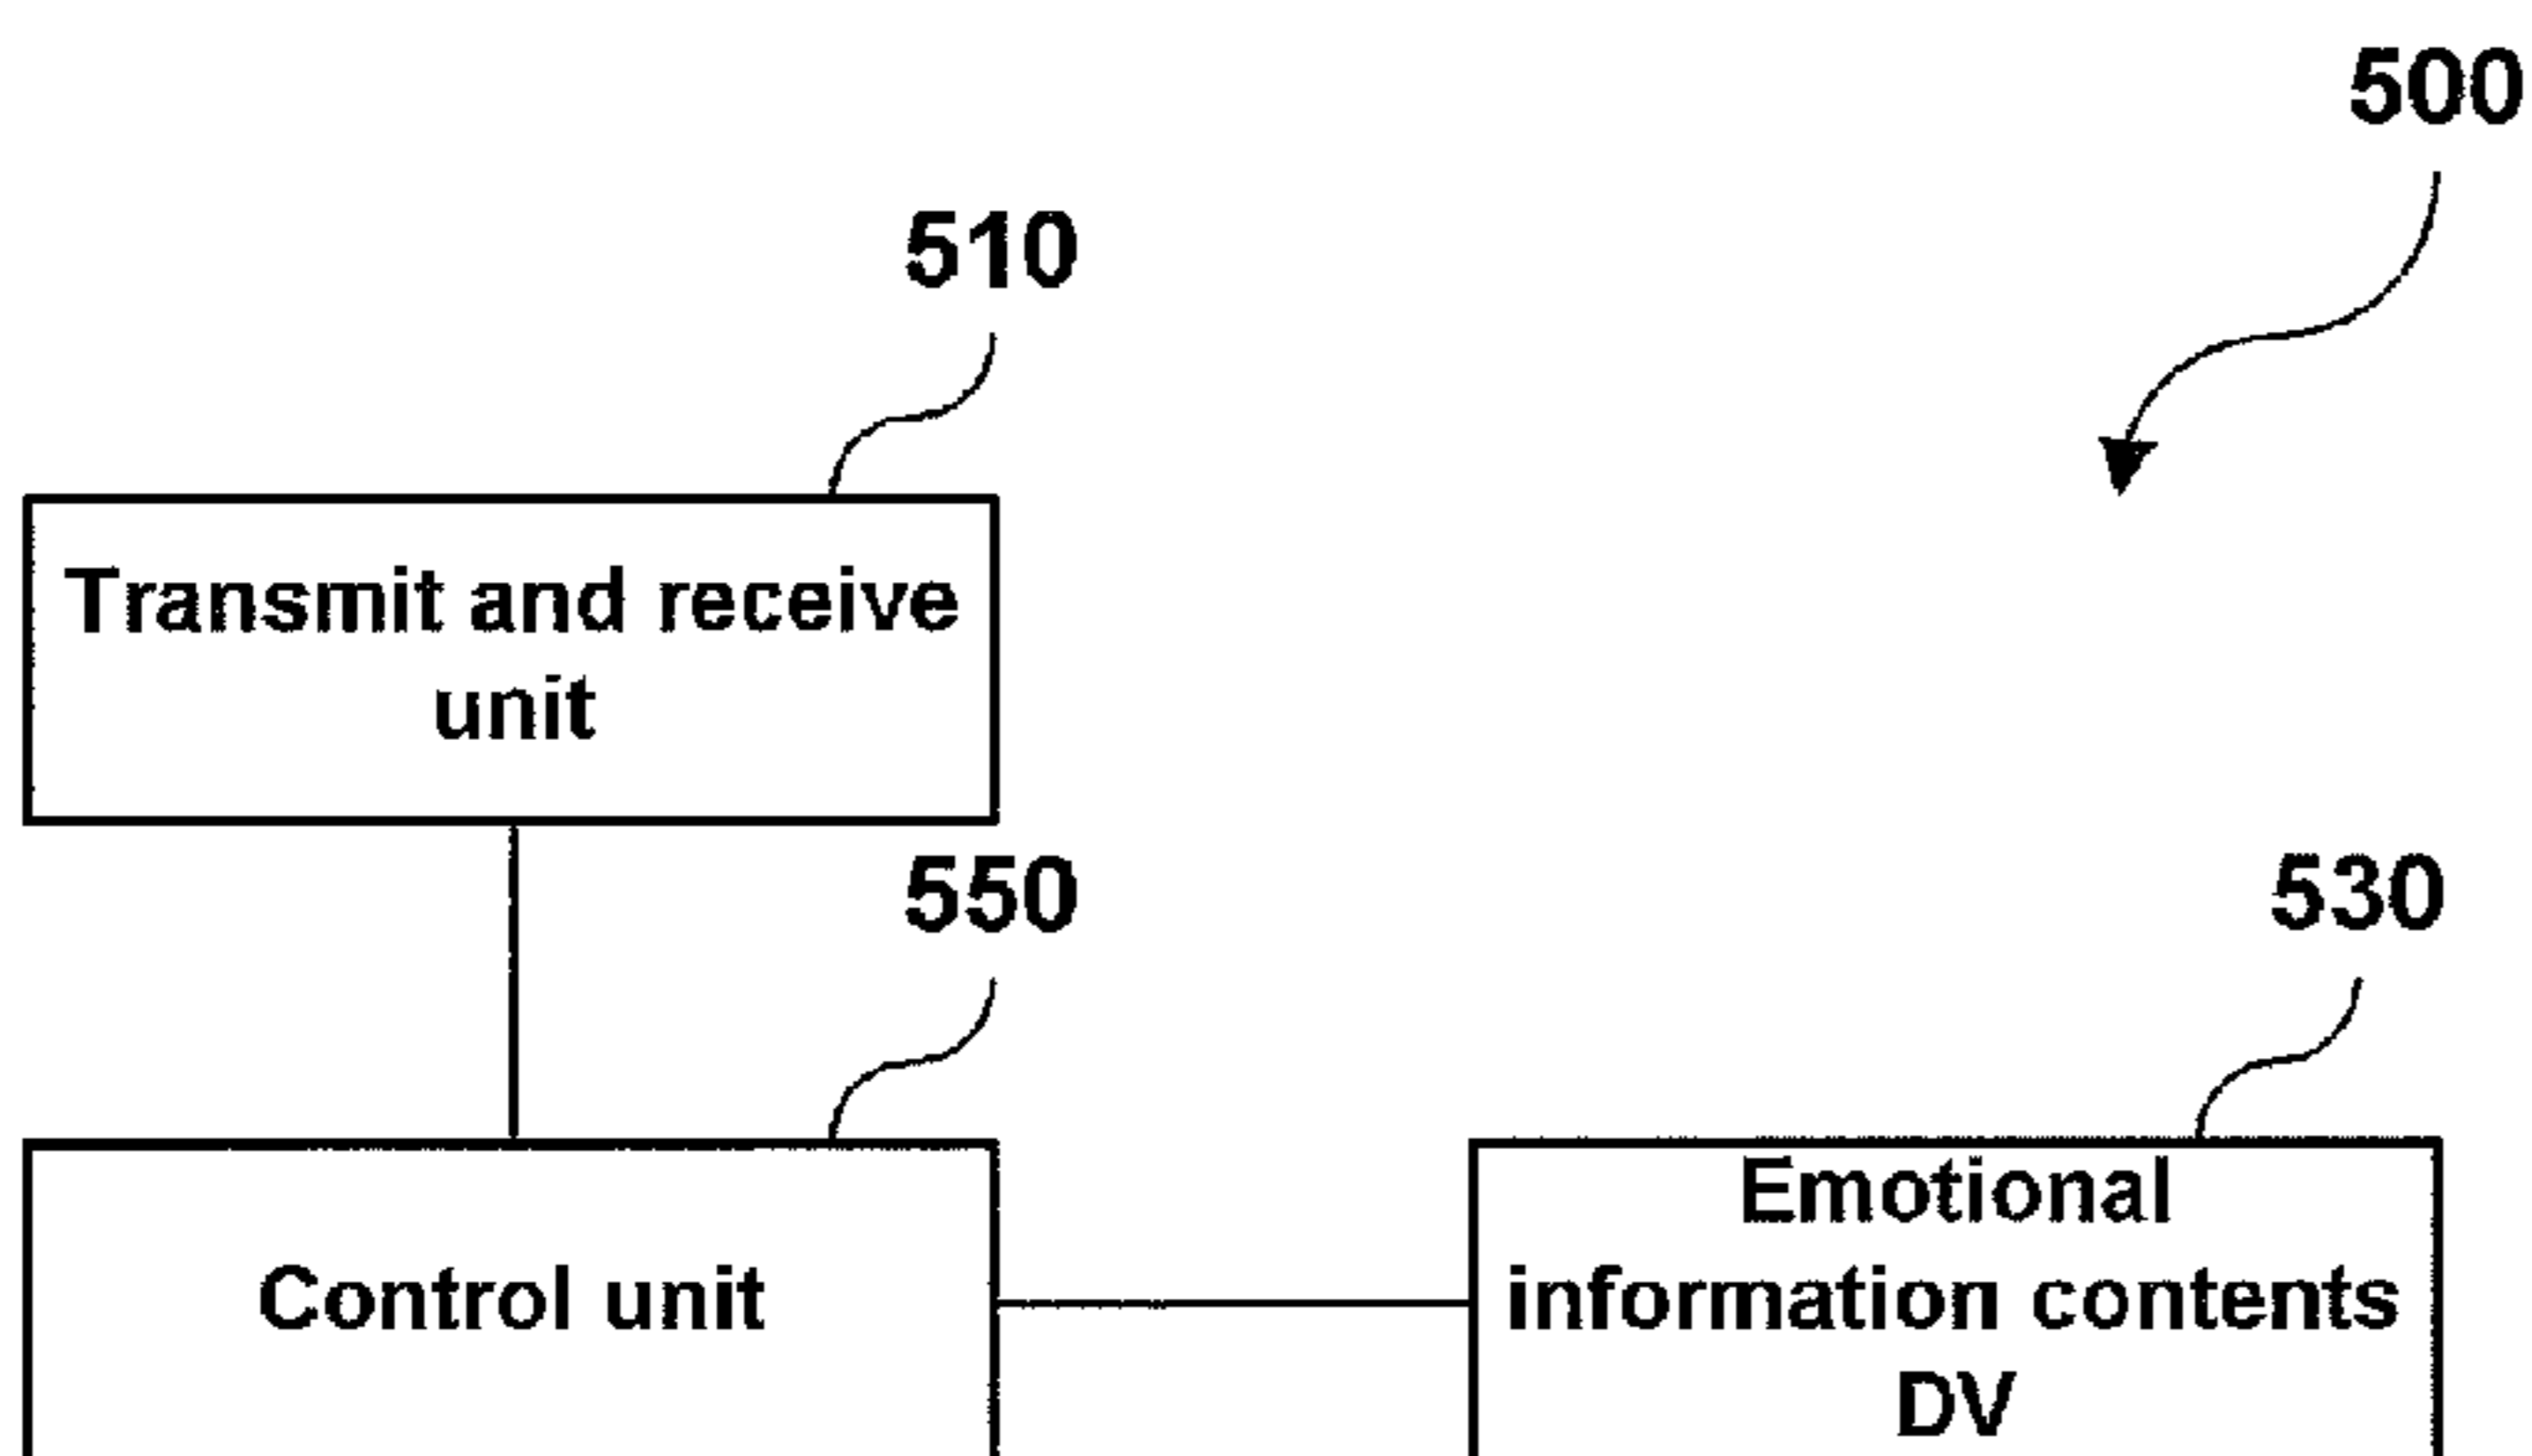 500
510
Transmit and receive
unit
550
530
Control unit
Emotional
information contents
DV